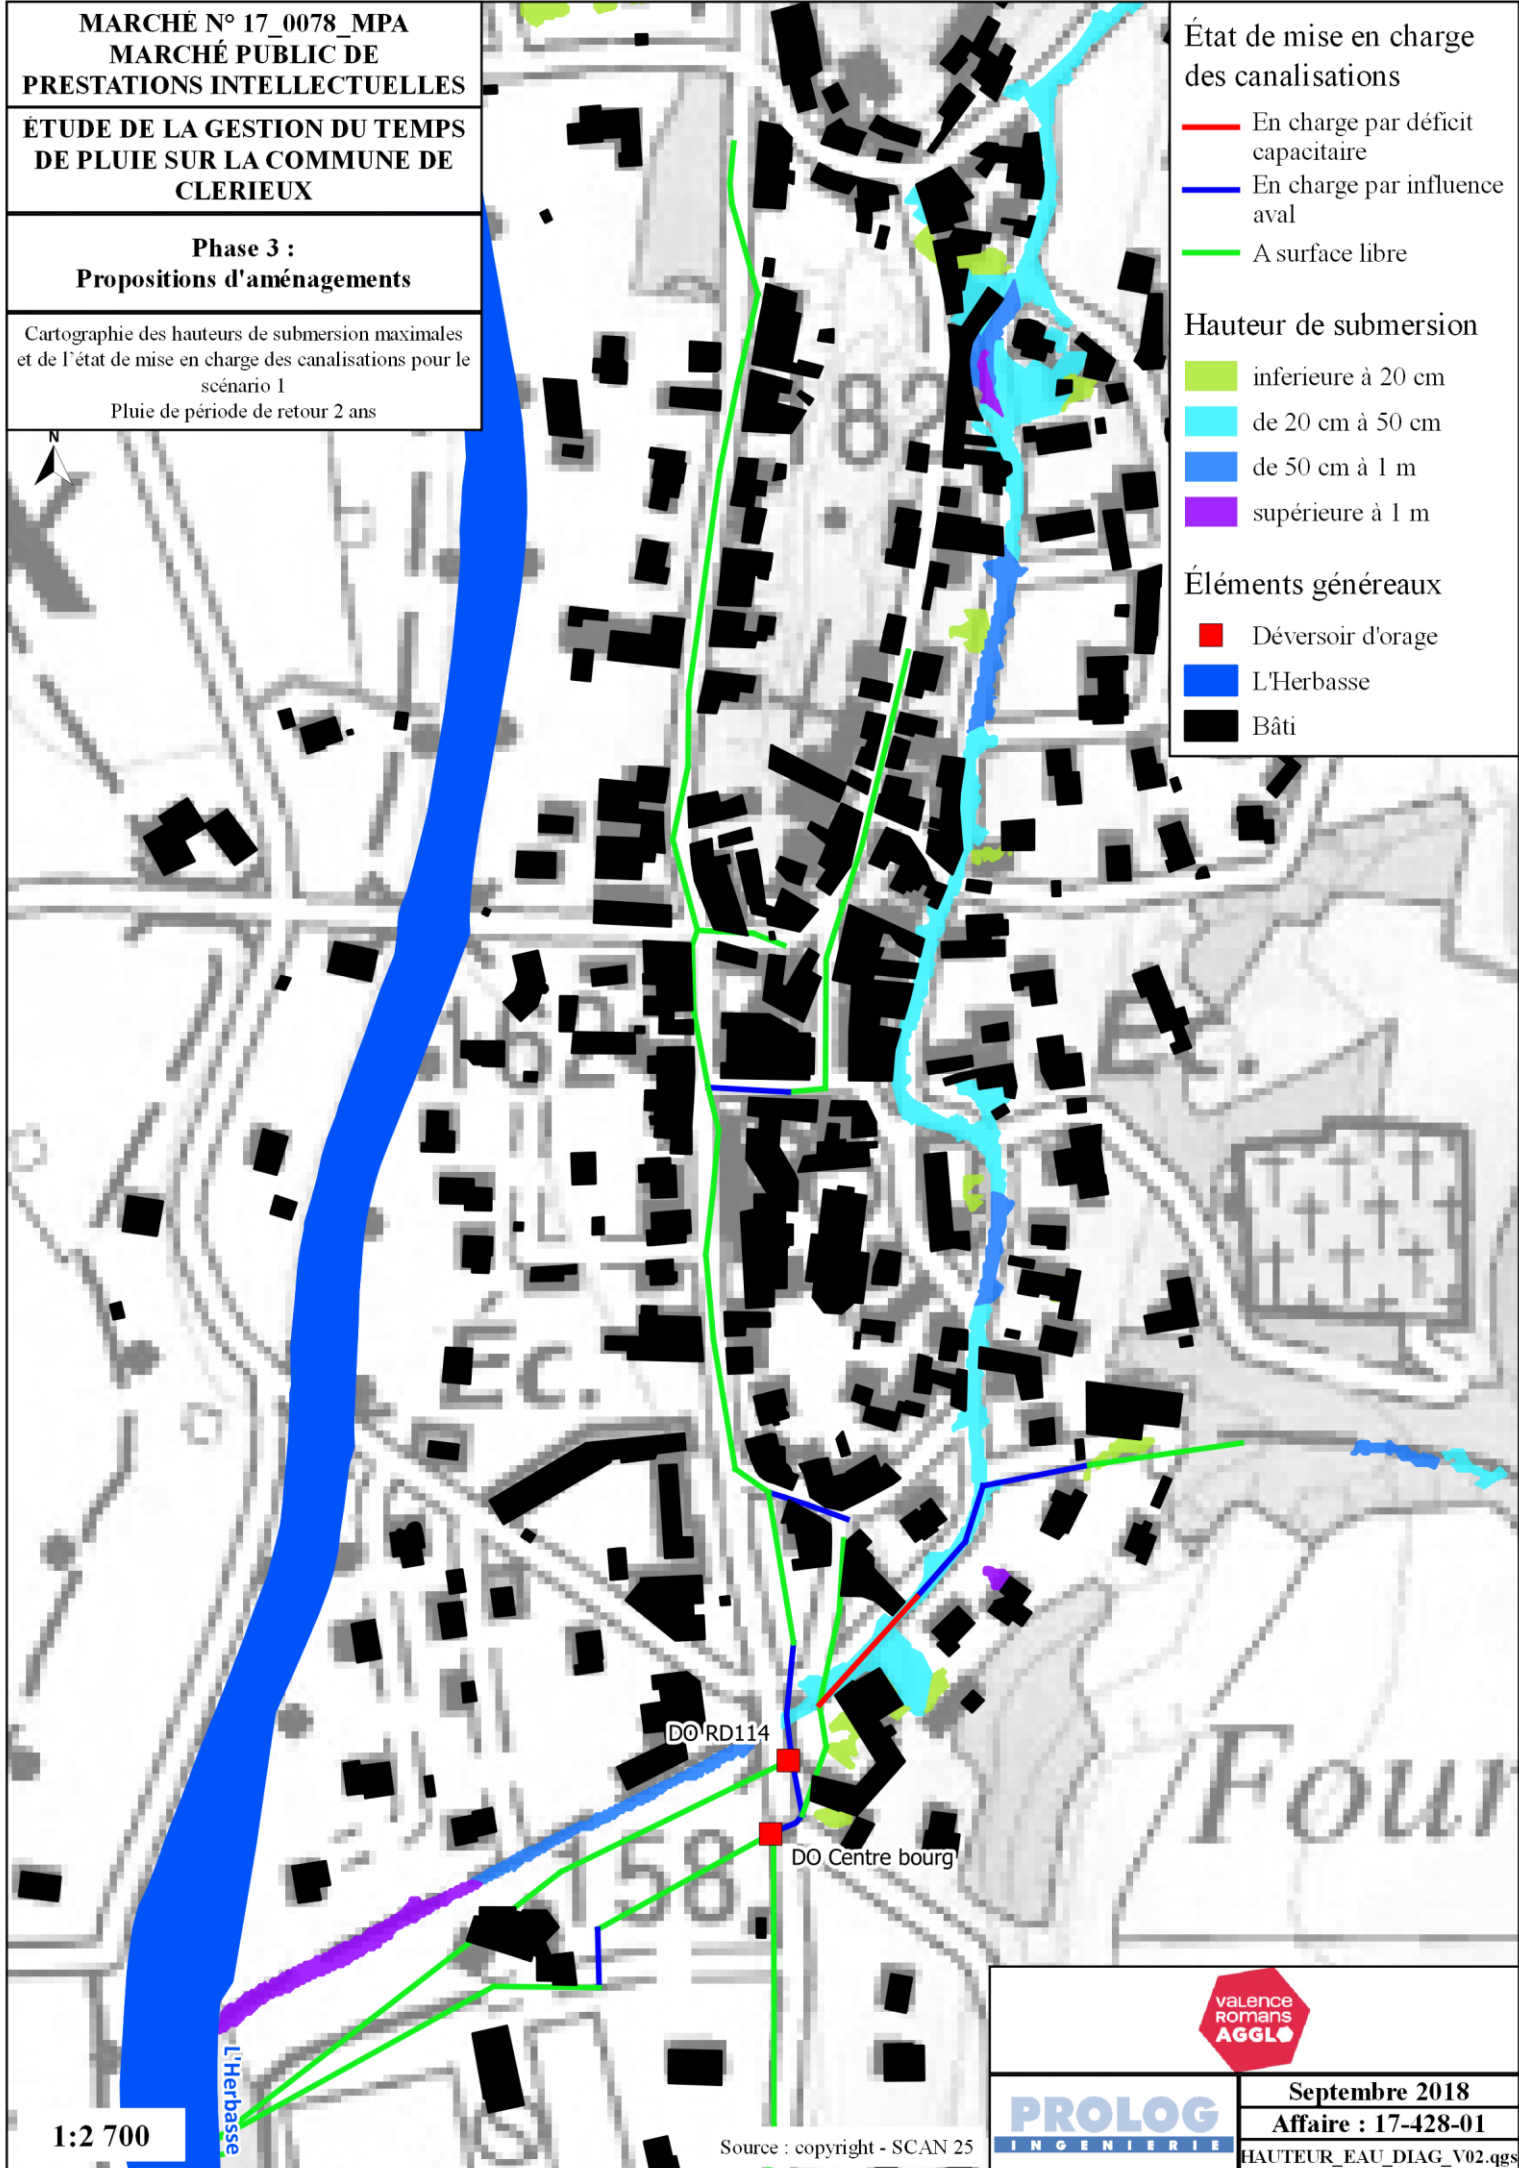 MARCHÉ N° 17_0078_MPA
MARCHÉ PUBLIC DE
PRESTATIONS INTELLECTUELLES
ÉTUDE DE LA GESTION DU TEMPS
DE PLUIE SUR LA COMMUNE DE
CLERIEUX
Phase 3 :
Propositions d'aménagements
Cartographie des hauteurs de submersion maximales
et de l'état de mise en charge des canalisations pour le
scénario 1
Pluie de période de retour 2 ans
N
État de mise en charge
des canalisations
En charge par déficit
capacitaire
En charge par influence
aval
A surface libre
Hauteur de submersion
inferieure à 20 cm
de 20 cm à 50 cm
de 50 cm à 1 m
supérieure à 1 m
Éléments généreaux
Déversoir d'orage
L'Herbasse
Bâti
82
Éc.
DO RD114
DO Centre bourg
158
Four
L'Herbasse
1:2 700
Source : copyright - SCAN 25
valence
romans
AGGLO
PROLOG
INGENIERIE
Septembre 2018
Affaire : 17-428-01
HAUTEUR_EAU_DIAG_V02.qgs